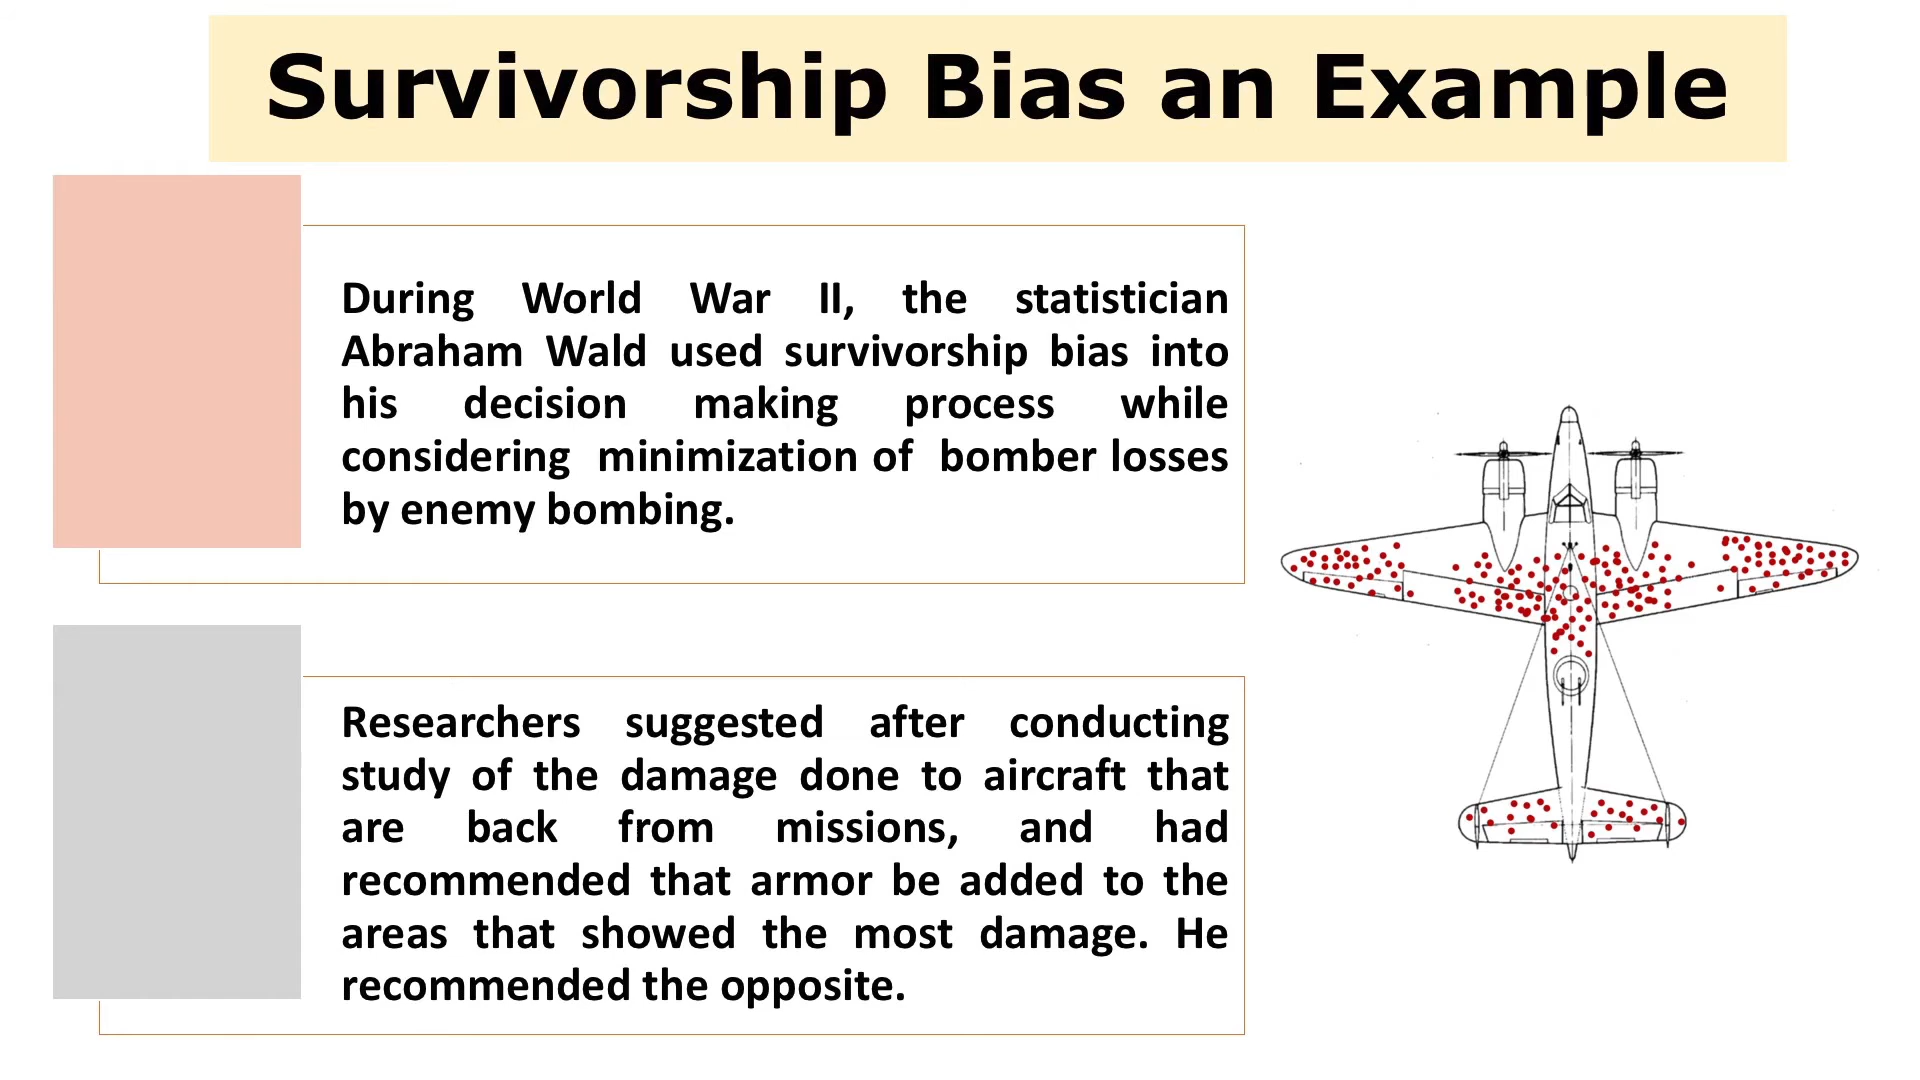 Survivorship Bias an Example
During World War II, the statistician
Abraham Wald used survivorship bias into
his decision making process while
considering minimization of bomber losses
by enemy bombing.
Researchers suggested after conducting
study of the damage done to aircraft that
are back from missions, and had
recommended that armor be added to the
areas that showed the most damage. He
recommended the opposite.